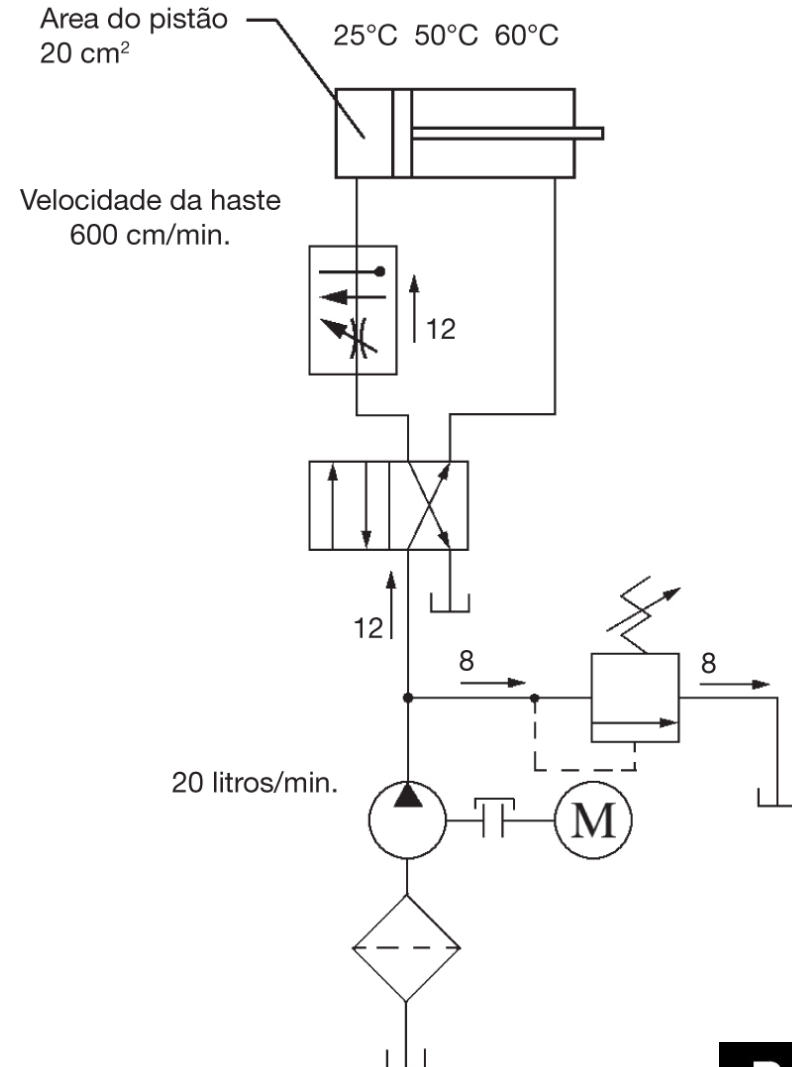 Area do pistão
20 cm²
25°C 50°C 60°C
Velocidade da haste
600 cm/min.
12
12
8
8
20 litros/min.
M